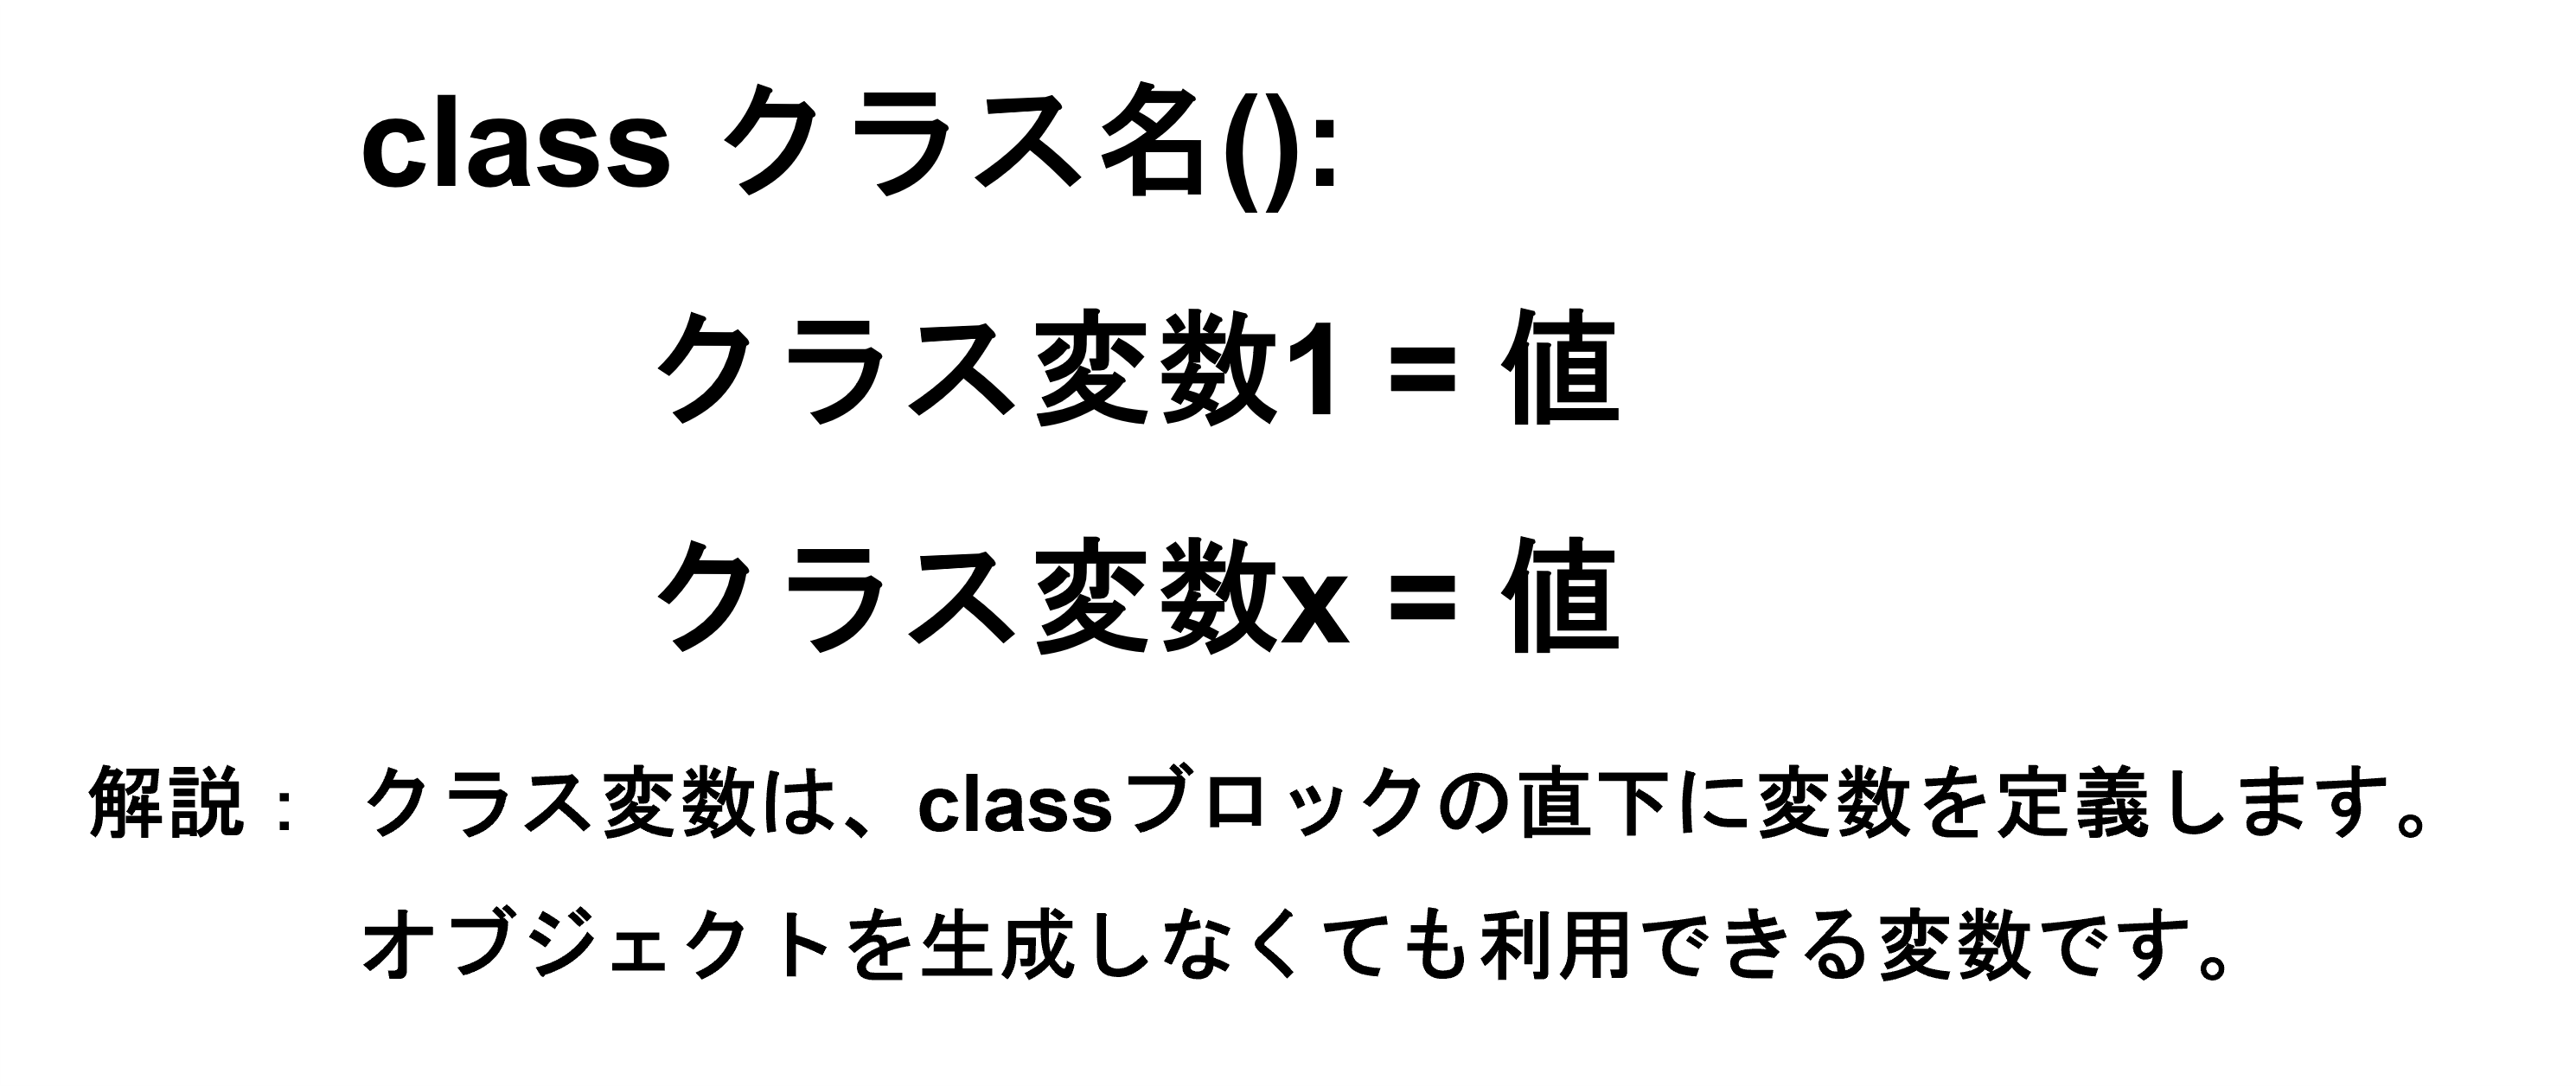 class クラス名():
クラス変数1 = 値
クラス変数x = 値
解説： クラス変数は、classブロックの直下に変数を定義します。
オブジェクトを生成しなくても利用できる変数です。